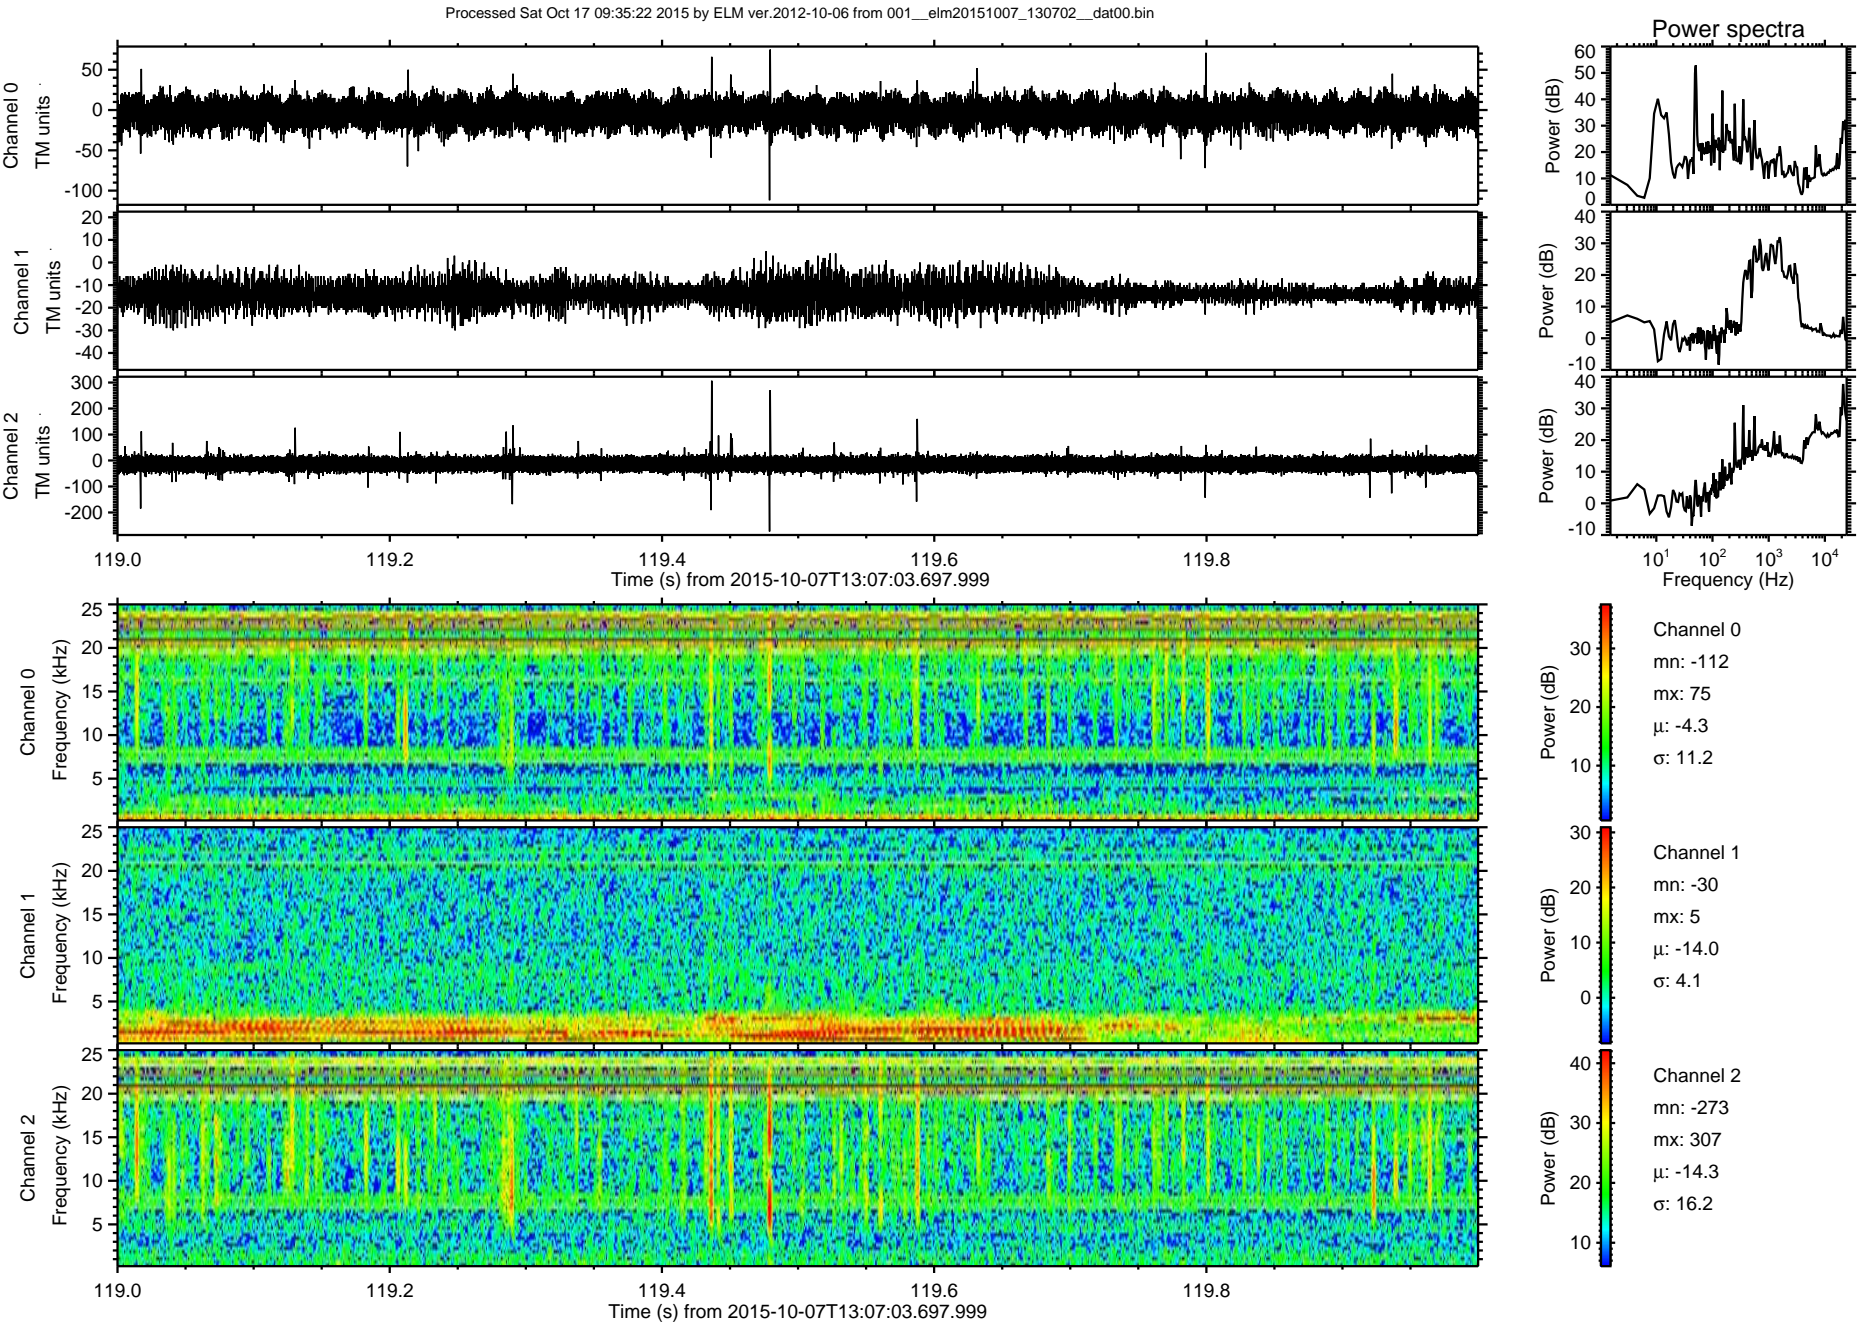 Processed Sat Oct 17 09:35:22 2015 by ELM ver.2012-10-06 from 001__elm20151007_130702__dat00.bin
Power spectra
Channel 0
TM units
50
0
-50
-100
Power (dB)
60
50
40
30
20
10
0
Channel 1
TM units
20
10
0
-10
-20
-30
-40
Power (dB)
40
30
20
10
0
-10
Channel 2
TM units
300
200
100
0
-100
-200
Power (dB)
40
30
20
10
0
-10
119.0 119.2 119.4 119.6 119.8
Time (s) from 2015-10-07T13:07:03.697.999
10¹ 10² 10³ 10⁴
Frequency (Hz)
Channel 0
Frequency (kHz)
25
20
15
10
5
Power (dB)
30
20
10
Channel 0
mn: -112
mx: 75
μ: -4.3
σ: 11.2
Channel 1
Frequency (kHz)
25
20
15
10
5
Power (dB)
30
20
10
0
Channel 1
mn: -30
mx: 5
μ: -14.0
σ: 4.1
Channel 2
Frequency (kHz)
25
20
15
10
5
Power (dB)
40
30
20
10
Channel 2
mn: -273
mx: 307
μ: -14.3
σ: 16.2
119.0 119.2 119.4 119.6 119.8
Time (s) from 2015-10-07T13:07:03.697.999